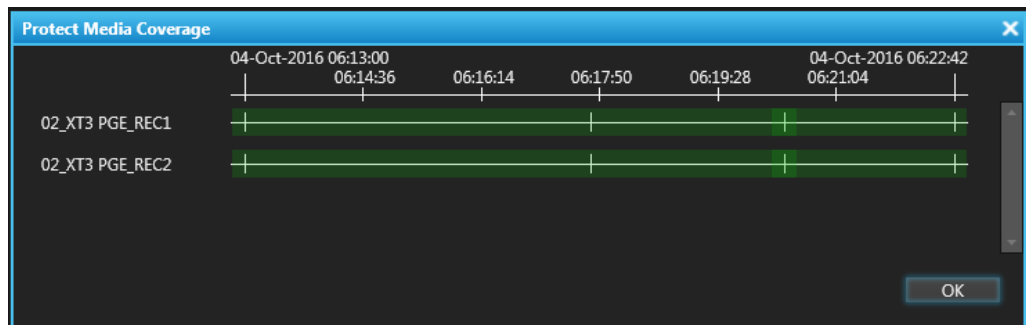 Protect Media Coverage
04-Oct-2016 06:13:00 04-Oct-2016 06:22:42
06:14:36 06:16:14 06:17:50 06:19:28 06:21:04
02_XT3 PGE_REC1
02_XT3 PGE_REC2
OK